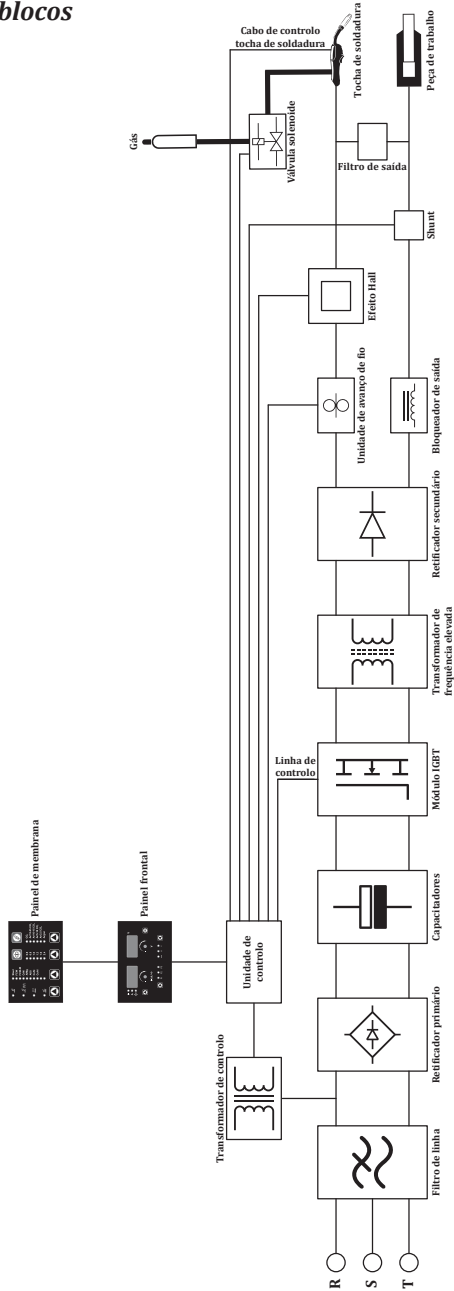 blocos
Cabo de controlo
tocha de soldadura
Tocha de soldadura
Peça de trabalho
Gás
Válvula solenoide
Filtro de saída
Shunt
Efeito Hall
Unidade de avanço de fio
Bloqueador de saída
Retificador secundário
Transformador de
frequência elevada
Linha de
controlo
Módulo IGBT
Painel de membrana
Painel frontal
Unidade de
controlo
Capacitadores
Transformador de controlo
Retificador primário
Filtro de linha
R
S
T